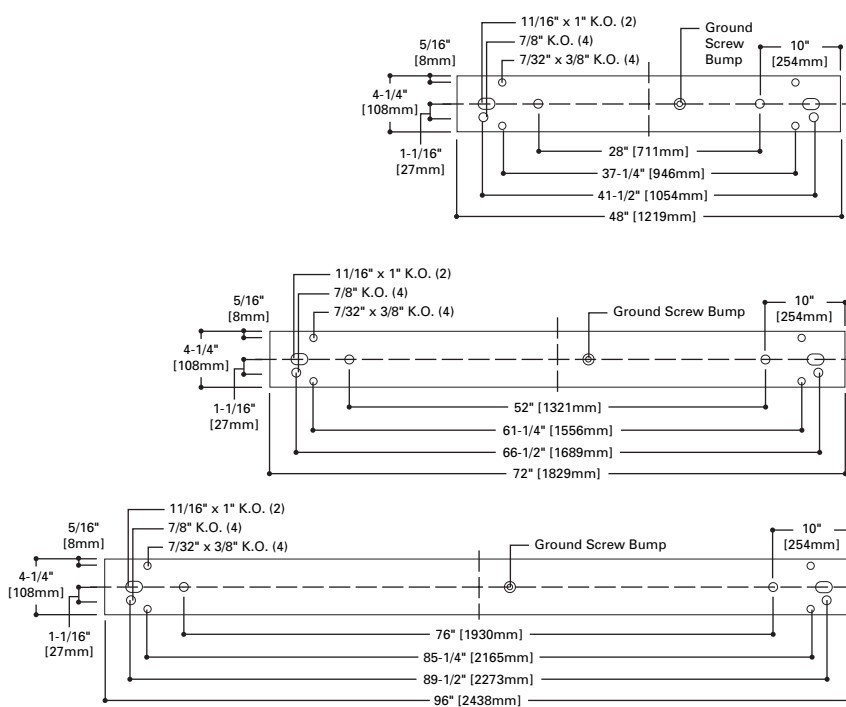 11/16" x 1" K.O. (2)
7/8" K.O. (4)
7/32" x 3/8" K.O. (4)
Ground
Screw
Bump
10"
[254mm]
5/16"
[8mm]
4-1/4"
[108mm]
1-1/16"
[27mm]
28" [711mm]
37-1/4" [946mm]
41-1/2" [1054mm]
48" [1219mm]
11/16" x 1" K.O. (2)
7/8" K.O. (4)
7/32" x 3/8" K.O. (4)
Ground Screw Bump
10"
[254mm]
5/16"
[8mm]
4-1/4"
[108mm]
1-1/16"
[27mm]
52" [1321mm]
61-1/4" [1556mm]
66-1/2" [1689mm]
72" [1829mm]
11/16" x 1" K.O. (2)
7/8" K.O. (4)
7/32" x 3/8" K.O. (4)
Ground Screw Bump
10"
[254mm]
5/16"
[8mm]
4-1/4"
[108mm]
1-1/16"
[27mm]
76" [1930mm]
85-1/4" [2165mm]
89-1/2" [2273mm]
96" [2438mm]